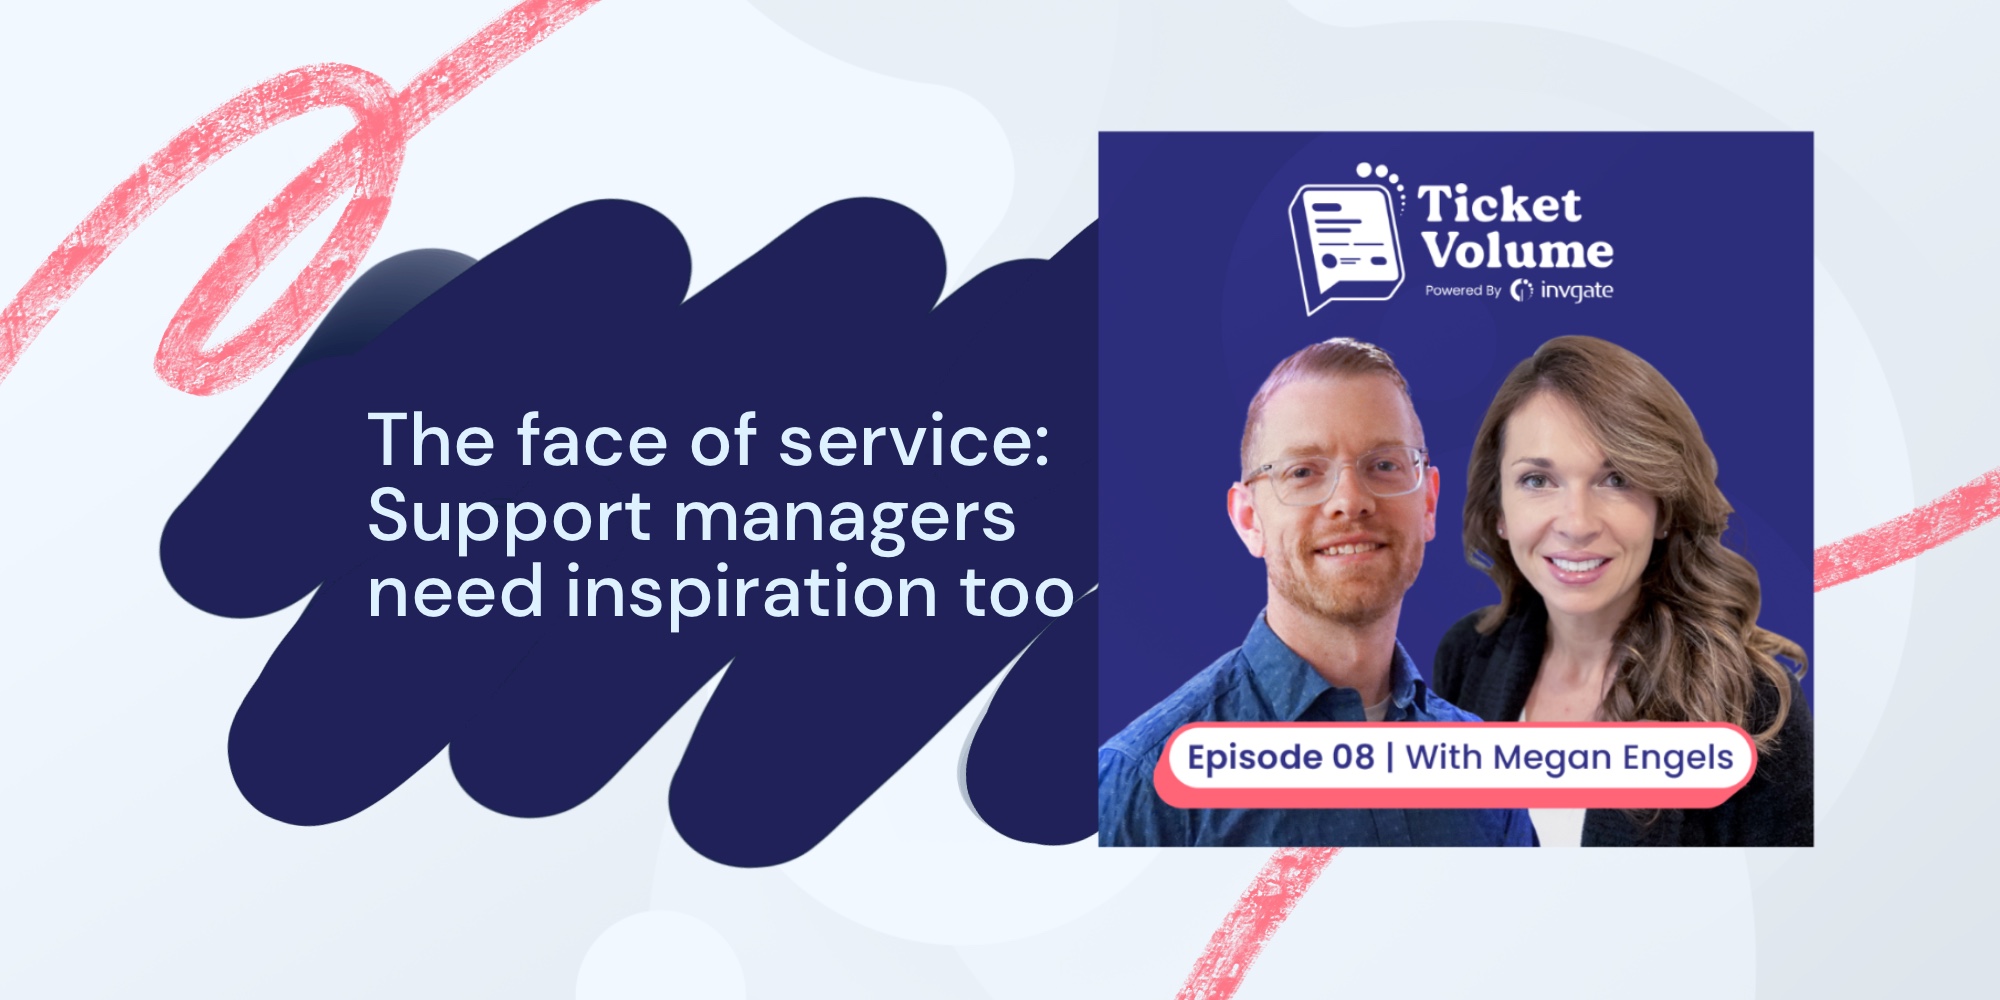 The face of service:
Support managers
need inspiration too
Ticket
Volume
Powered By invgate
Episode 08 | With Megan Engels